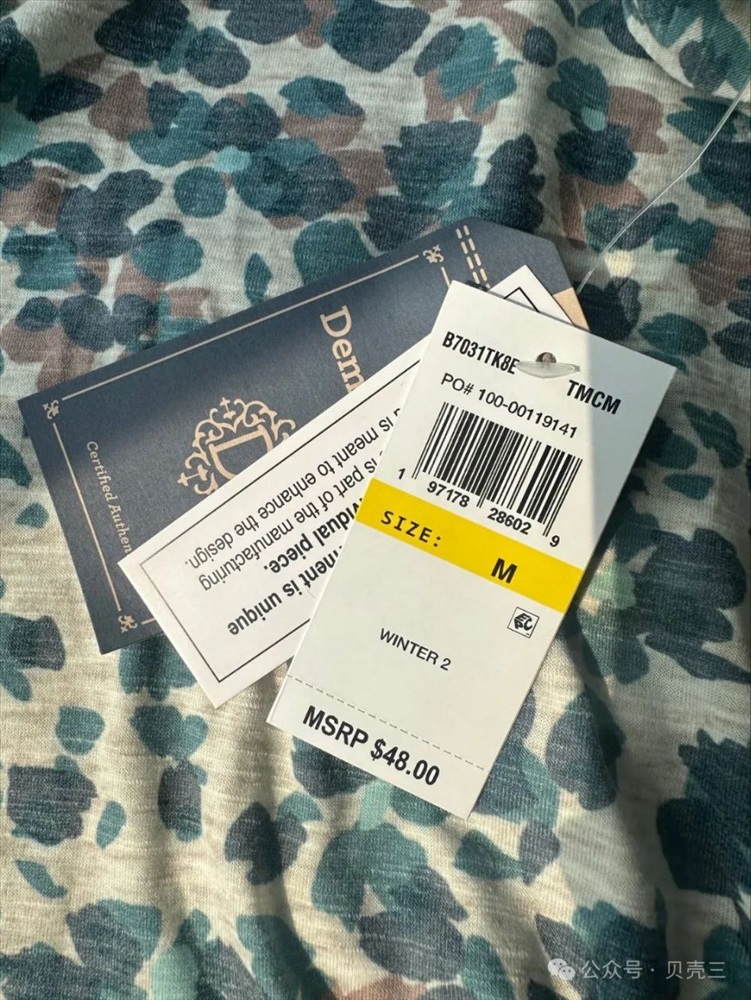 B7031TK8E
TMCM
PO# 100-00119141
1 97178 28602 9
SIZE:
M
WINTER 2
MSRP $48.00
Dem
Certified Authen
ment is unique
vidual piece.
is part of the manufacturing
is meant to enhance the design.
公众号 · 贝壳三